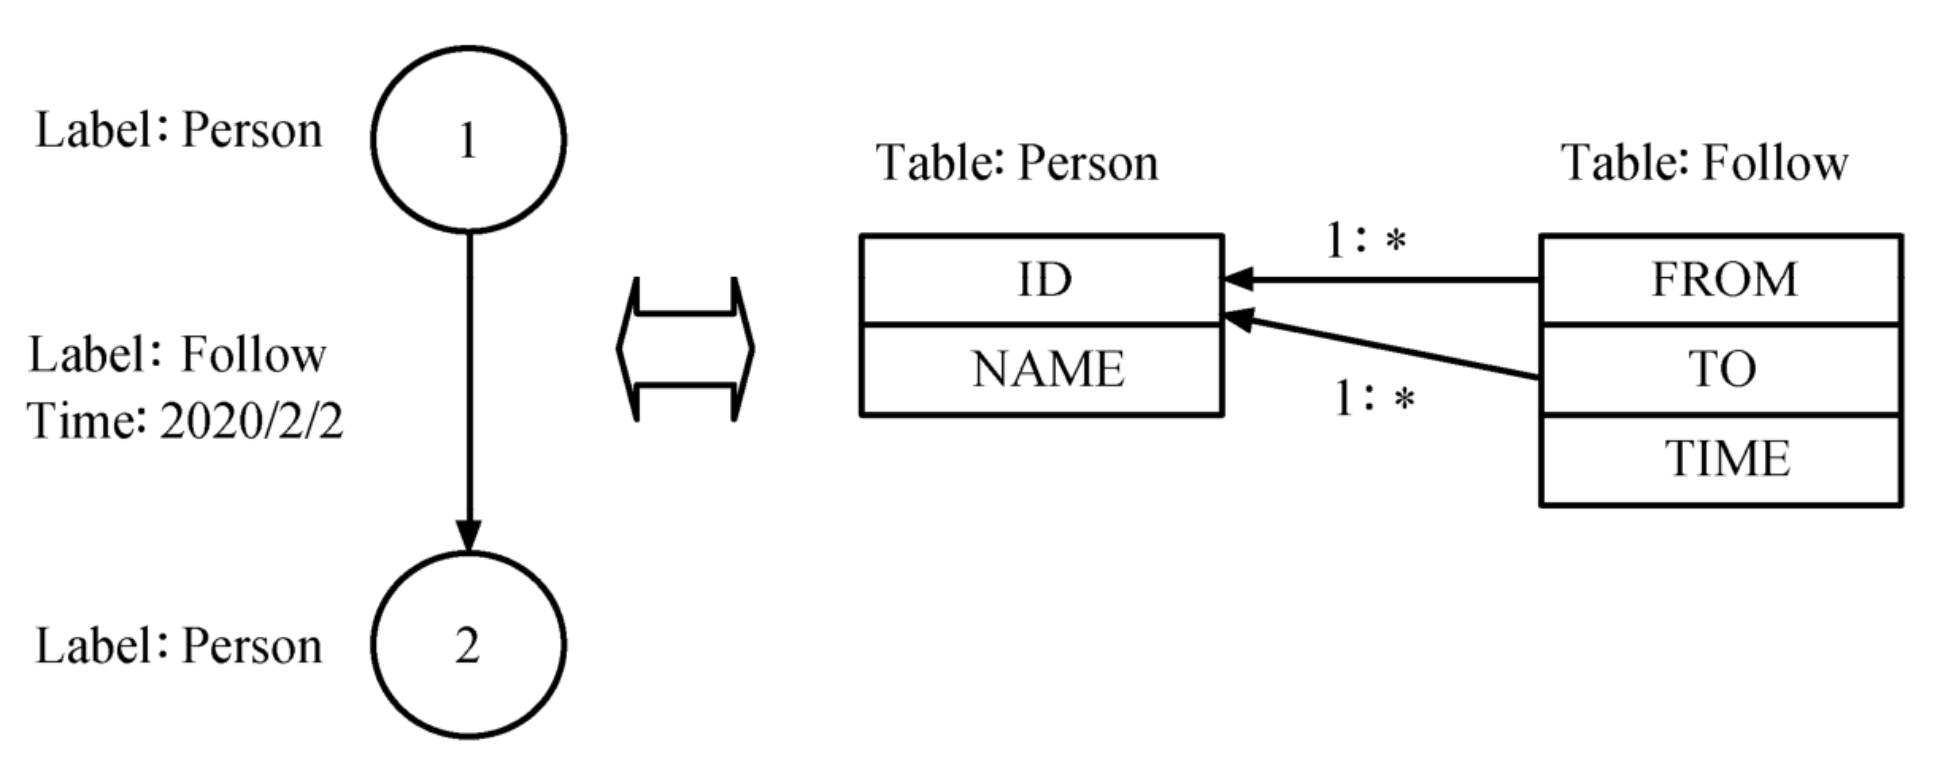 Label: Person
1
Label: Follow
Time: 2020/2/2
Label: Person
2
Table: Person
ID
NAME
1: *
1: *
Table: Follow
FROM
TO
TIME